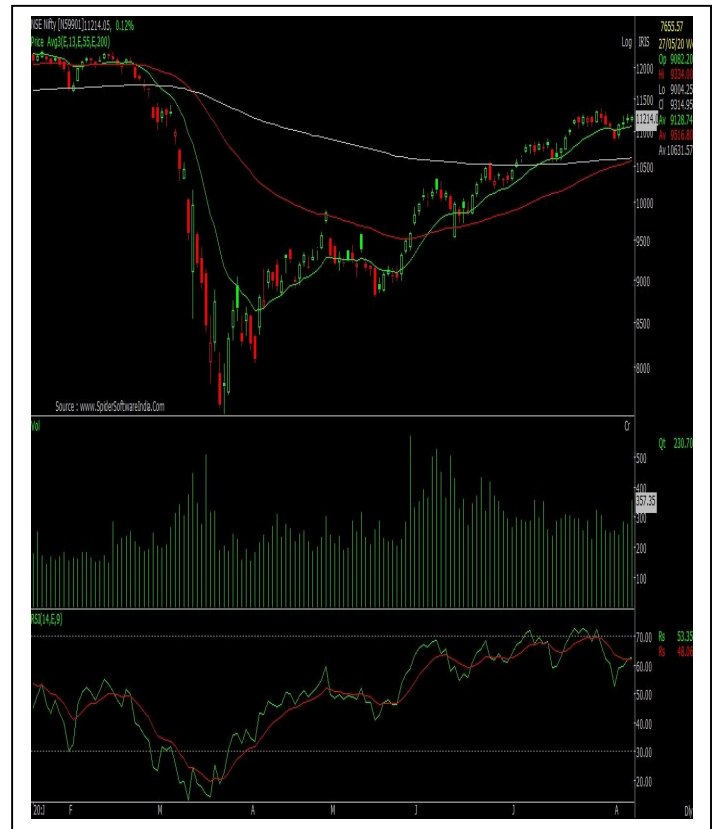 NSE Nifty [N59901]11214.05, 0.12%
Price Avg3(E,13,E,55,E,200)
Log
IRIS
12000
11500
11214.0
11000
10500
10000
9500
9000
8500
8000
7655.57
27/05/20 We
Op 9082.20
Hi 9334.00
Lo 9004.25
Cl 9314.95
Av 9128.74
Av 9516.80
Av 10631.57
Source : www.SpiderSoftwareIndia.Com
Vol
Cr
Qt 230.70
500
400
357.35
300
200
100
RSI(14,E,9)
70.00
60.00
50.00
40.00
30.00
20.00
Rs 53.35
Rs 48.06
20:J F M A M J J A
Dly